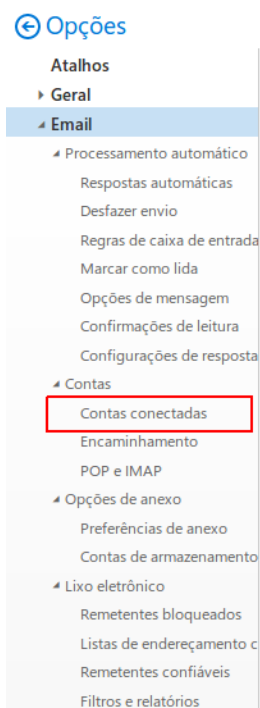 Opções
Atalhos
Geral
Email
Processamento automático
Respostas automáticas
Desfazer envio
Regras de caixa de entrada
Marcar como lida
Opções de mensagem
Confirmações de leitura
Configurações de resposta
Contas
Contas conectadas
Encaminhamento
POP e IMAP
Opções de anexo
Preferências de anexo
Contas de armazenamento
Lixo eletrônico
Remetentes bloqueados
Listas de endereçamento c
Remetentes confiáveis
Filtros e relatórios